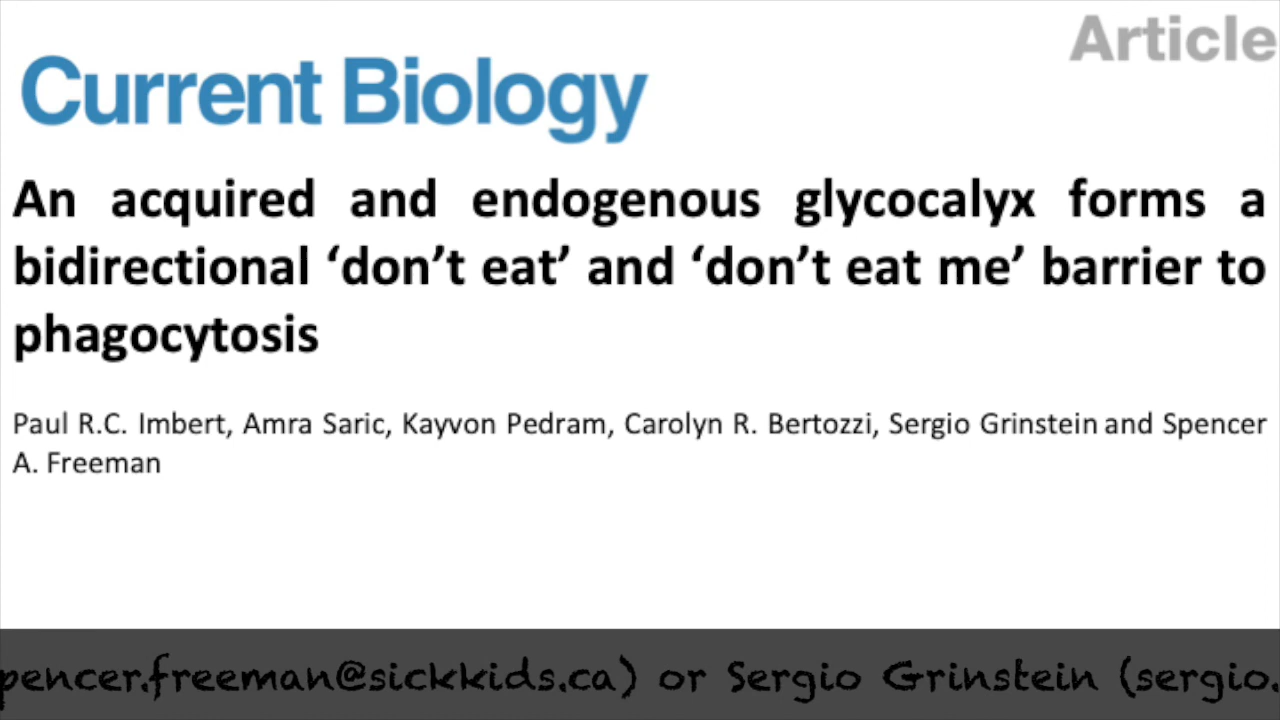 Article
Current Biology
An acquired and endogenous glycocalyx forms a
bidirectional ‘don’t eat’ and ‘don’t eat me’ barrier to
phagocytosis
Paul R.C. Imbert, Amra Saric, Kayvon Pedram, Carolyn R. Bertozzi, Sergio Grinstein and Spencer
A. Freeman
pencer.freeman@sickkids.ca) or Sergio Grinstein (sergio.